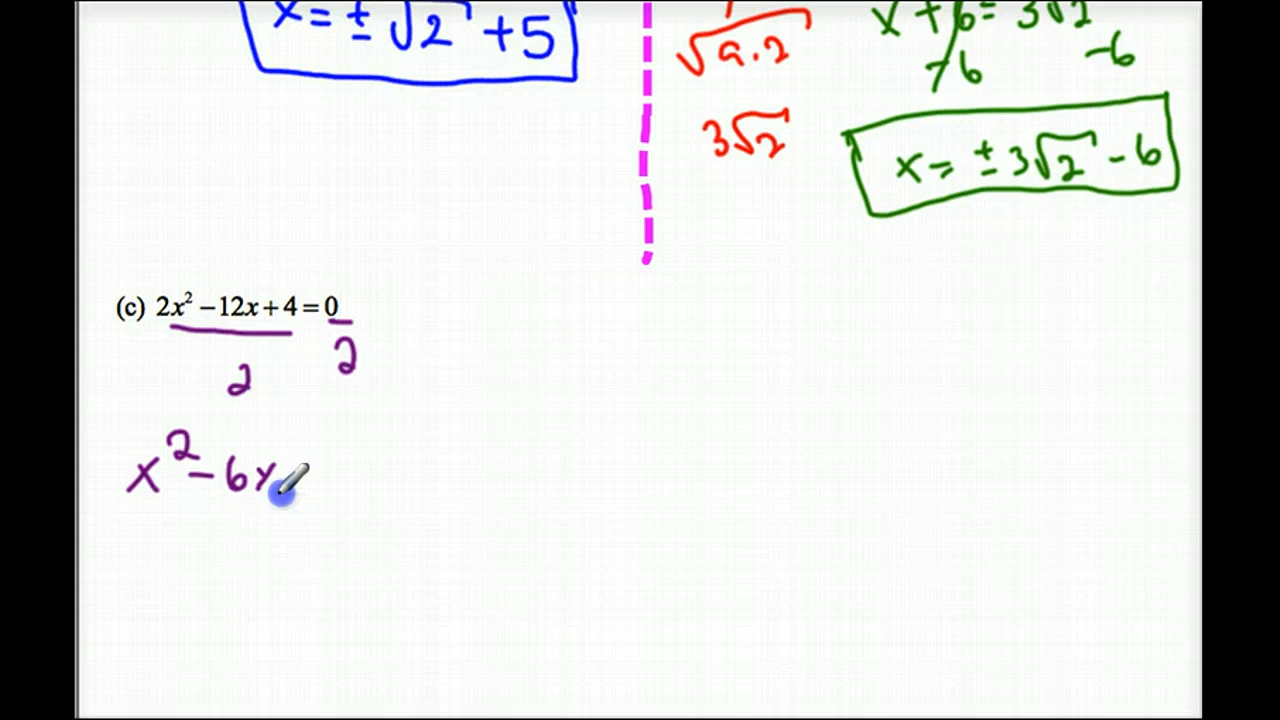 x = ± √2 + 5
√9.2
3√2
x + 6 = 3√2
-6 -6
x = ± 3√2 - 6
(c) 2x² − 12x + 4 = 0
2 2
x² - 6x